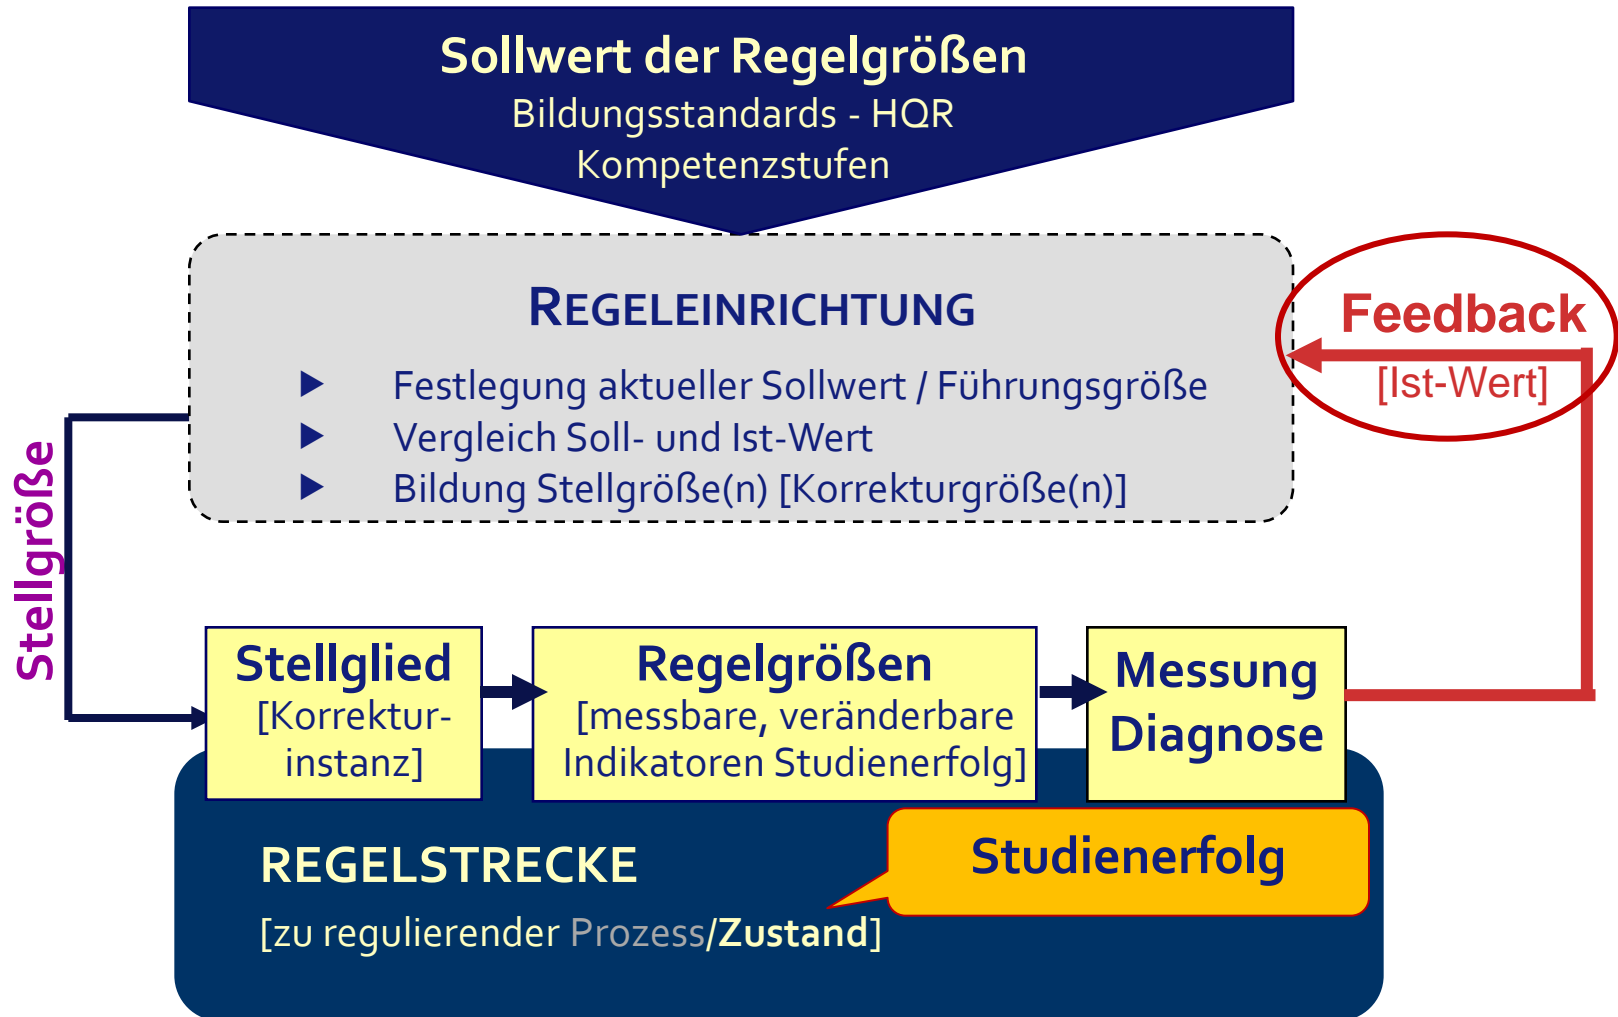 Sollwert der Regelgrößen
Bildungsstandards - HQR
Kompetenzstufen
REGELEINRICHTUNG
► Festlegung aktueller Sollwert / Führungsgröße
► Vergleich Soll- und Ist-Wert
► Bildung Stellgröße(n) [Korrekturgröße(n)]
Feedback
[Ist-Wert]
Stellgröße
Stellglied
[Korrektur-
instanz]
Regelgrößen
[messbare, veränderbare
Indikatoren Studienerfolg]
Messung
Diagnose
REGELSTRECKE
[zu regulierender Prozess/Zustand]
Studienerfolg